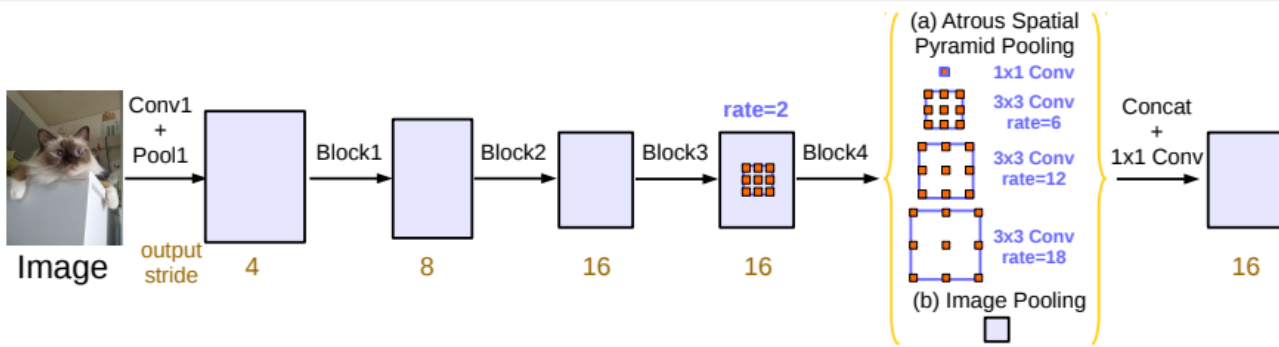 Image
Conv1
+
Pool1
output
stride
4
Block1
8
Block2
16
Block3
rate=2
16
Block4
(a) Atrous Spatial
Pyramid Pooling
1x1 Conv
3x3 Conv
rate=6
3x3 Conv
rate=12
3x3 Conv
rate=18
(b) Image Pooling
Concat
+
1x1 Conv
16